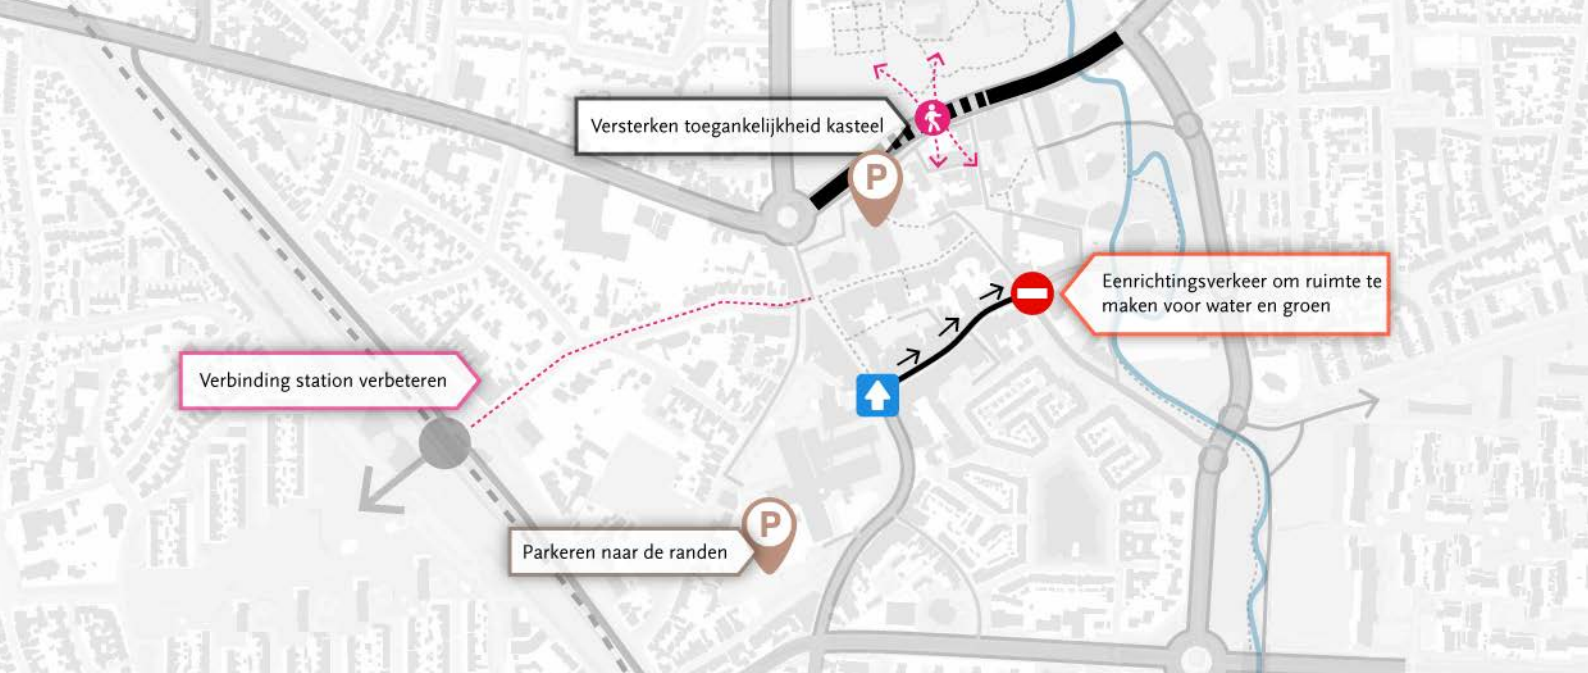 Versterken toegankelijkheid kasteel
P
Eenrichtingsverkeer om ruimte te
maken voor water en groen
Verbinding station verbeteren
P
Parkeren naar de randen